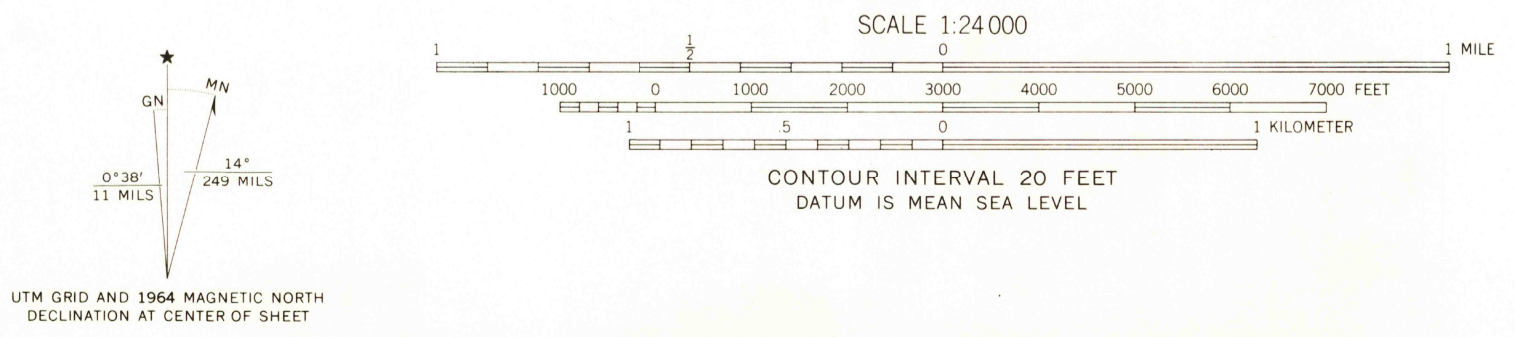 SCALE 1:24 000
1 1/2 0 1 MILE
1000 0 1000 2000 3000 4000 5000 6000 7000 FEET
1 .5 0 1 KILOMETER
CONTOUR INTERVAL 20 FEET
DATUM IS MEAN SEA LEVEL
★
GN
MN
0°38'
11 MILS
14°
249 MILS
UTM GRID AND 1964 MAGNETIC NORTH
DECLINATION AT CENTER OF SHEET